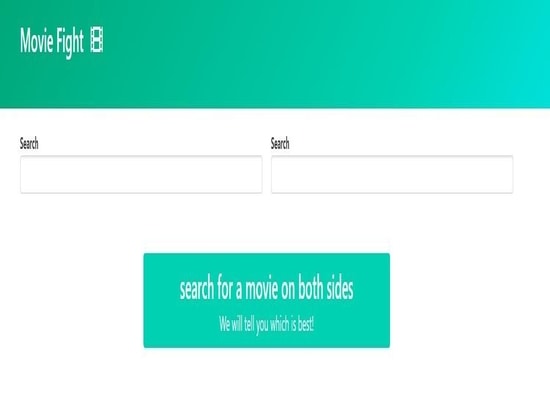 Movie Fight 🎞
Search
Search
search for a movie on both sides
We will tell you which is best!